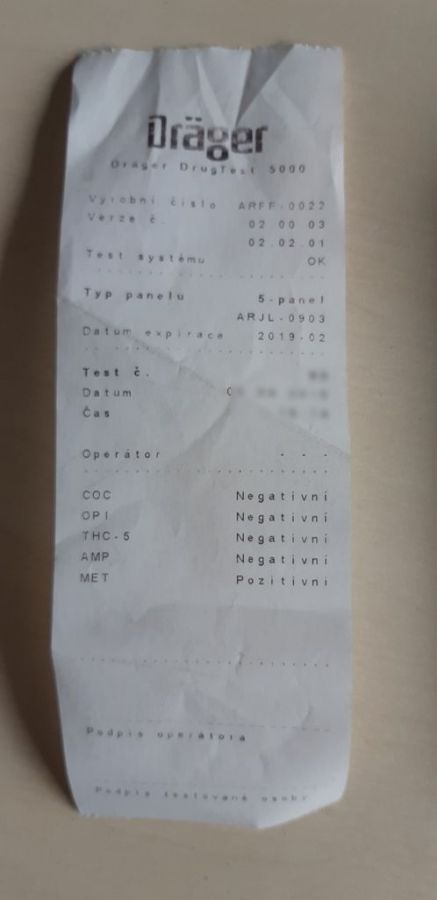 Dräger
Dräger DrugTest 5000
Výrobní číslo ARFF-0022
Verze č. 02.00.03
02.02.01
Test systému OK
Typ panelu 5-panel
ARJL-0903
Datum expirace 2019-02
Test č.
Datum
Čas
Operátor - - -
COC Negativní
OPI Negativní
THC-5 Negativní
AMP Negativní
MET Pozitivní
Podpis operátora
Podpis testované osoby